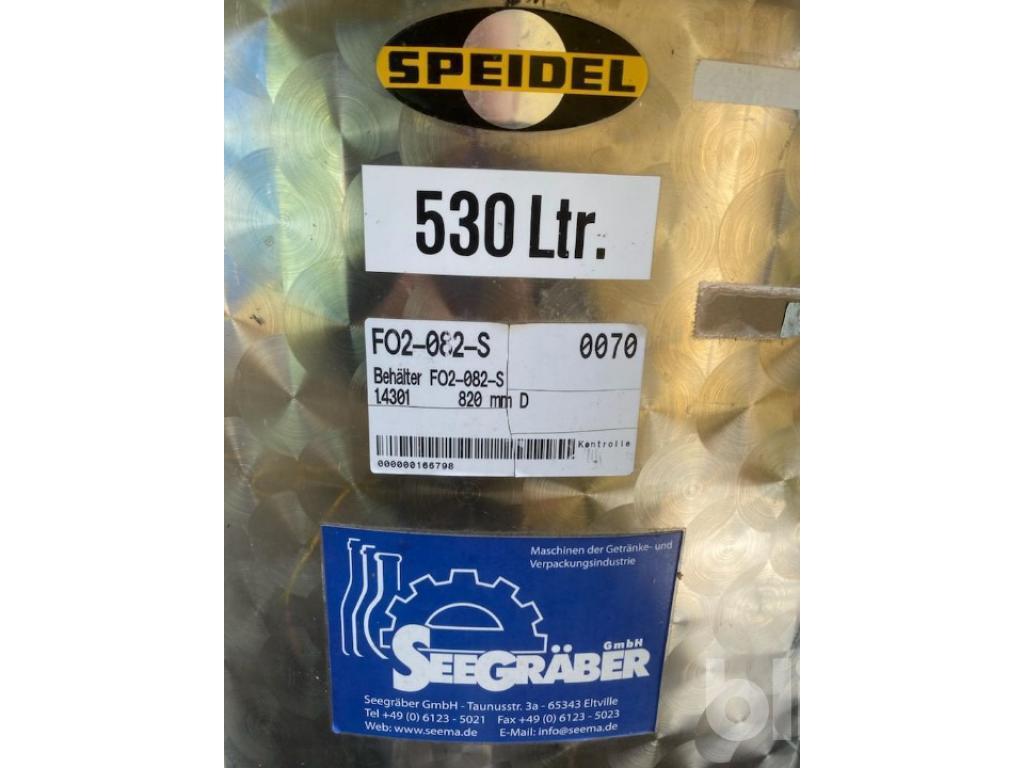 SPEIDEL
530 Ltr.
FO2-082-S 0070
Behälter FO2-082-S
1.4301 820 mm D
Kontrolle
000000166798
Maschinen der Getränke- und
Verpackungsindustrie
SEEGRÄBER GmbH
Seegräber GmbH - Taunusstr. 3a - 65343 Eltville
Tel +49 (0) 6123 - 5021 Fax +49 (0) 6123 - 5023
Web: www.seema.de E-Mail: info@seema.de